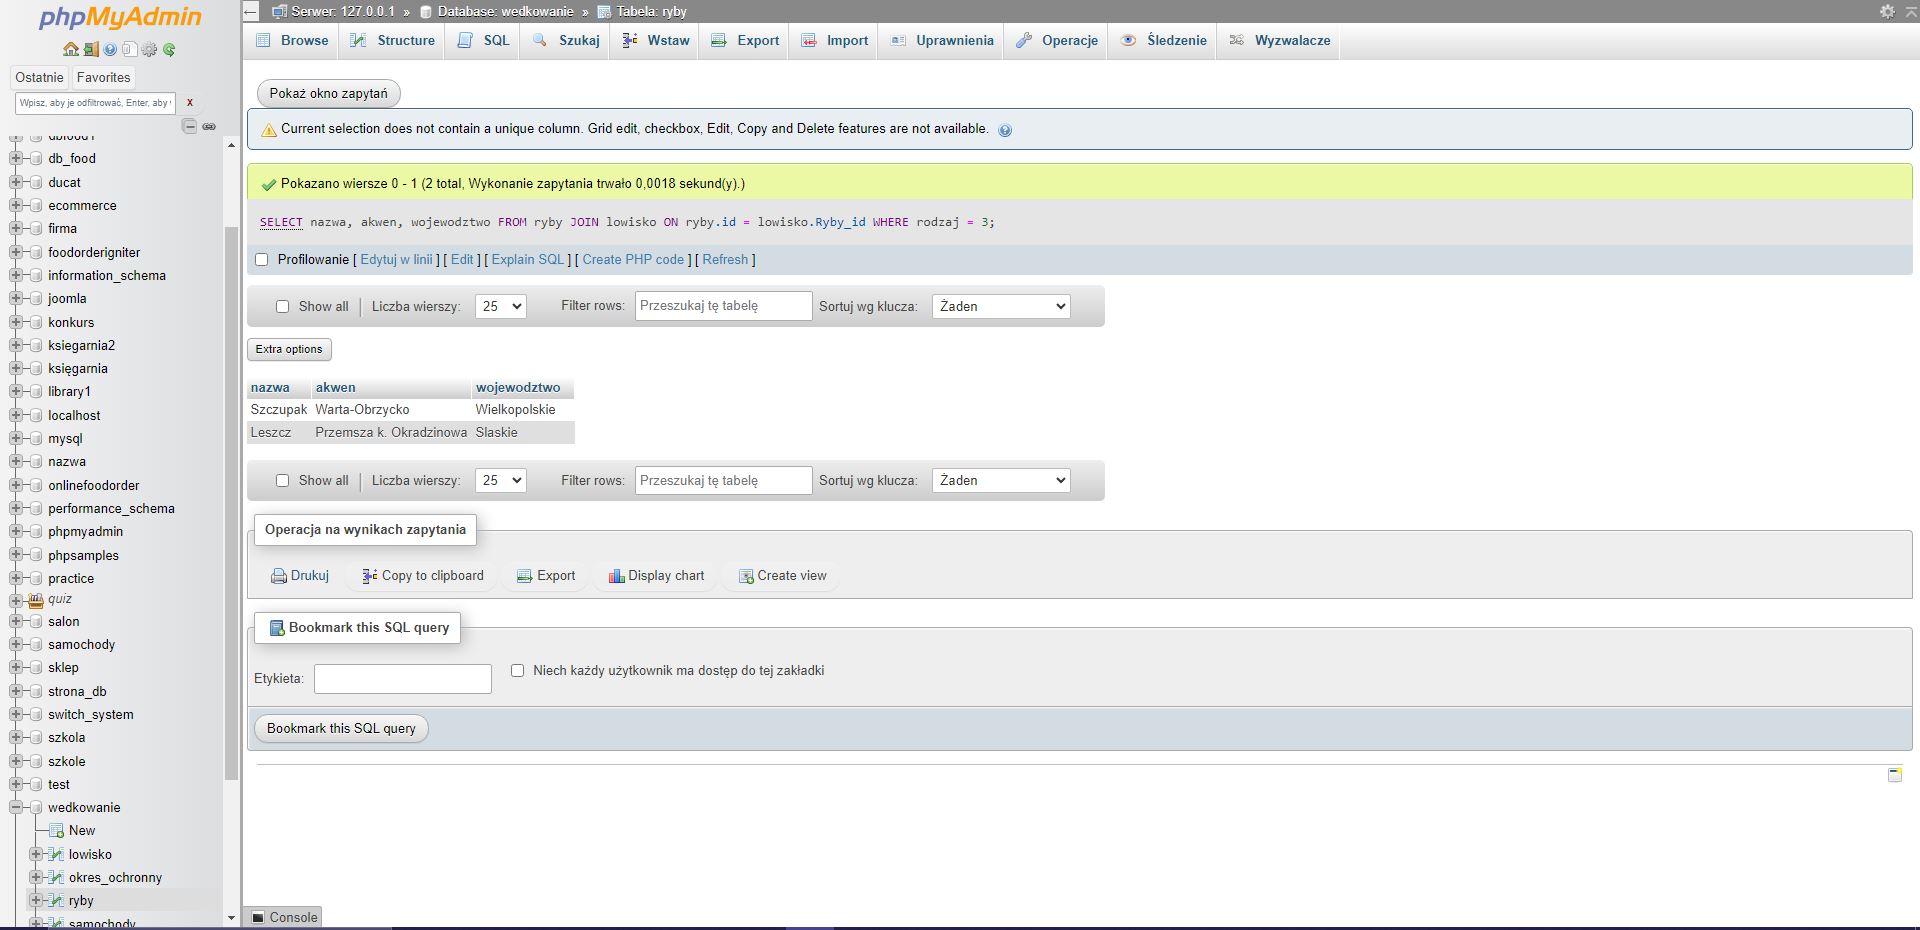 phpMyAdmin
Ostatnie Favorites
Wpisz, aby je odfiltrować, Enter, aby X
db_food
ducat
ecommerce
firma
foodorderigniter
information_schema
joomla
konkurs
ksiegarnia2
księgarnia
library1
localhost
mysql
nazwa
onlinefoodorder
performance_schema
phpmyadmin
phpsamples
practice
quiz
salon
samochody
sklep
strona_db
switch_system
szkola
szkole
test
wedkowanie
New
lowisko
okres_ochronny
ryby
samochody
Serwer: 127.0.0.1 » Database: wedkowanie » Tabela: ryby
Browse Structure SQL Szukaj Wstaw Export Import Uprawnienia Operacje Śledzenie Wyzwalacze
Pokaż okno zapytań
Current selection does not contain a unique column. Grid edit, checkbox, Edit, Copy and Delete features are not available.
Pokazano wiersze 0 - 1 (2 total, Wykonanie zapytania trwało 0,0018 sekund(y).)
SELECT nazwa, akwen, wojewodztwo FROM ryby JOIN lowisko ON ryby.id = lowisko.Ryby_id WHERE rodzaj = 3;
Profilowanie [ Edytuj w linii ] [ Edit ] [ Explain SQL ] [ Create PHP code ] [ Refresh ]
Show all | Liczba wierszy: 25 Filter rows: Przeszukaj tę tabelę Sortuj wg klucza: Żaden
Extra options
nazwa akwen wojewodztwo
Szczupak Warta-Obrzycko Wielkopolskie
Leszcz Przemsza k. Okradzinowa Slaskie
Show all | Liczba wierszy: 25 Filter rows: Przeszukaj tę tabelę Sortuj wg klucza: Żaden
Operacja na wynikach zapytania
Drukuj Copy to clipboard Export Display chart Create view
Bookmark this SQL query
Etykieta: Niech każdy użytkownik ma dostęp do tej zakładki
Bookmark this SQL query
Console